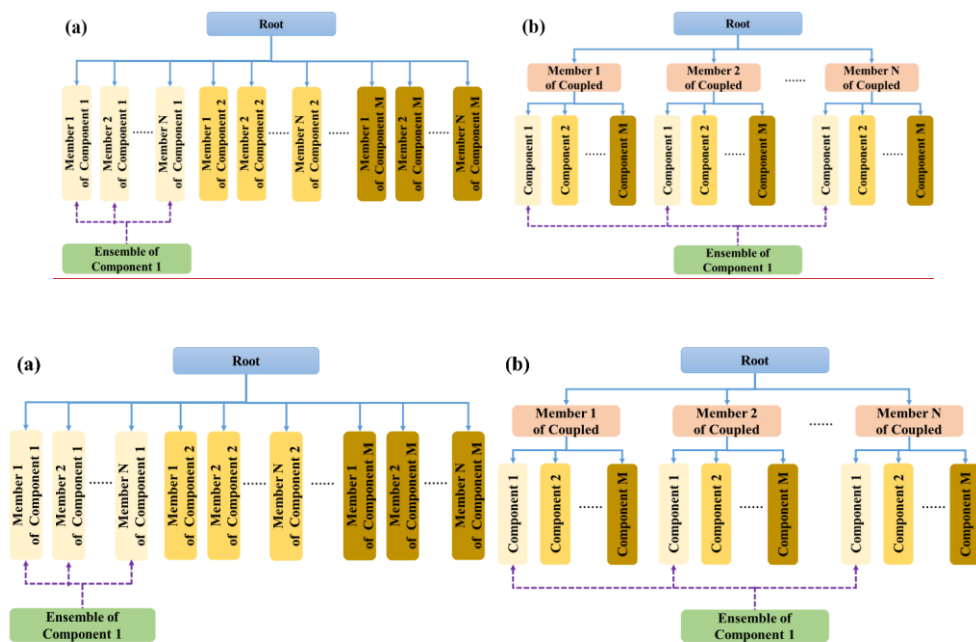 (a)
Root
Member 1
of Component 1
Member 2
of Component 1
......
Member N
of Component 1
Member 1
of Component 2
Member 2
of Component 2
......
Member N
of Component 2
......
Member 1
of Component M
Member 2
of Component M
......
Member N
of Component M
Ensemble of
Component 1
(b)
Root
Member 1
of Coupled
Member 2
of Coupled
......
Member N
of Coupled
Component 1
Component 2
......
Component M
Component 1
Component 2
......
Component M
Component 1
Component 2
......
Component M
Ensemble of
Component 1
(a)
Root
Member 1
of Component 1
Member 2
of Component 1
......
Member N
of Component 1
Member 1
of Component 2
Member 2
of Component 2
......
Member N
of Component 2
......
Member 1
of Component M
Member 2
of Component M
......
Member N
of Component M
Ensemble of
Component 1
(b)
Root
Member 1
of Coupled
Member 2
of Coupled
......
Member N
of Coupled
Component 1
Component 2
......
Component M
Component 1
Component 2
......
Component M
Component 1
Component 2
......
Component M
Ensemble of
Component 1